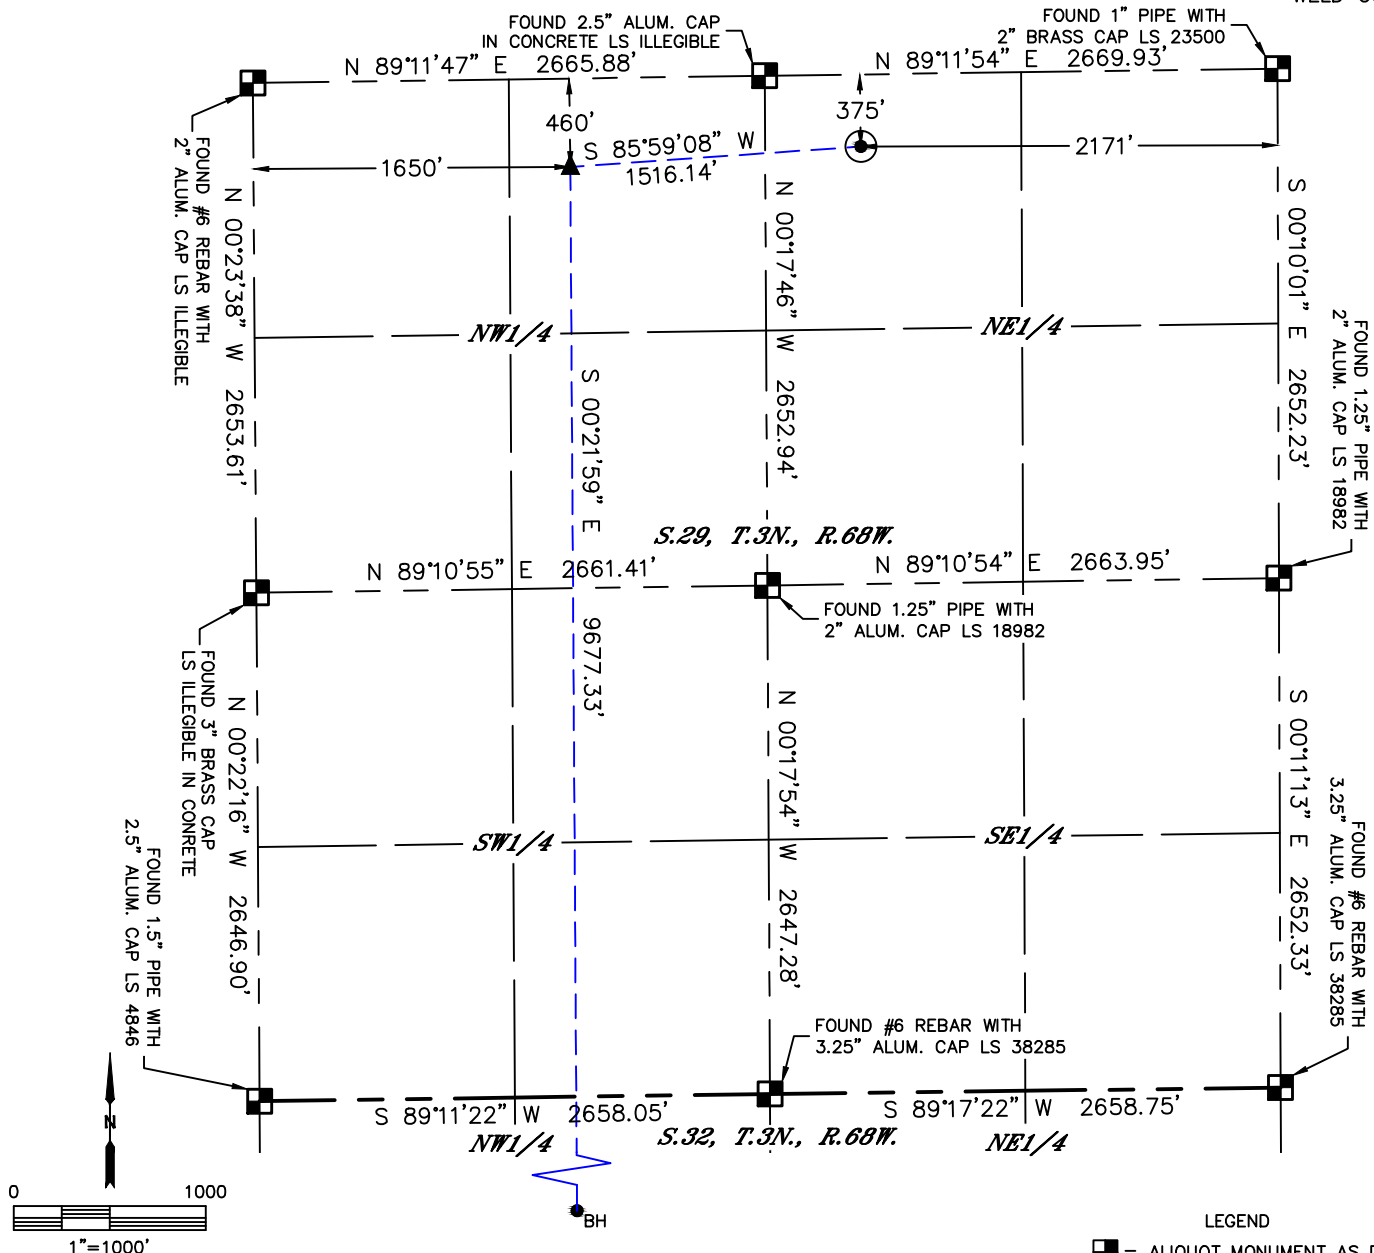 FOUND 2.5" ALUM. CAP
IN CONCRETE LS ILLEGIBLE
FOUND 1" PIPE WITH
2" BRASS CAP LS 23500
N 89°11'47" E 2665.88'
N 89°11'54" E 2669.93'
460'
375'
S 85°59'08" W
1516.14'
1650'
2171'
FOUND #6 REBAR WITH
2" ALUM. CAP LS ILLEGIBLE
N 00°23'38" W 2653.61'
N 00°17'46" W 2652.94'
S 00°10'01" E 2652.23'
FOUND 1.25" PIPE WITH
2" ALUM. CAP LS 18982
NW1/4
NE1/4
S 00°21'59" E 9677.33'
S.29, T.3N., R.68W.
N 89°10'55" E 2661.41'
N 89°10'54" E 2663.95'
FOUND 1.25" PIPE WITH
2" ALUM. CAP LS 18982
FOUND 3" BRASS CAP
LS ILLEGIBLE IN CONRETE
N 00°22'16" W 2646.90'
N 00°17'54" W 2647.28'
S 00°11'13" E 2652.33'
FOUND #6 REBAR WITH
3.25" ALUM. CAP LS 38285
SW1/4
SE1/4
FOUND 1.5" PIPE WITH
2.5" ALUM. CAP LS 4846
FOUND #6 REBAR WITH
3.25" ALUM. CAP LS 38285
S 89°11'22" W 2658.05'
S 89°17'22" W 2658.75'
NW1/4
S.32, T.3N., R.68W.
NE1/4
N
0 1000
1"=1000'
BH
LEGEND
= ALIQUOT MONUMENT AS